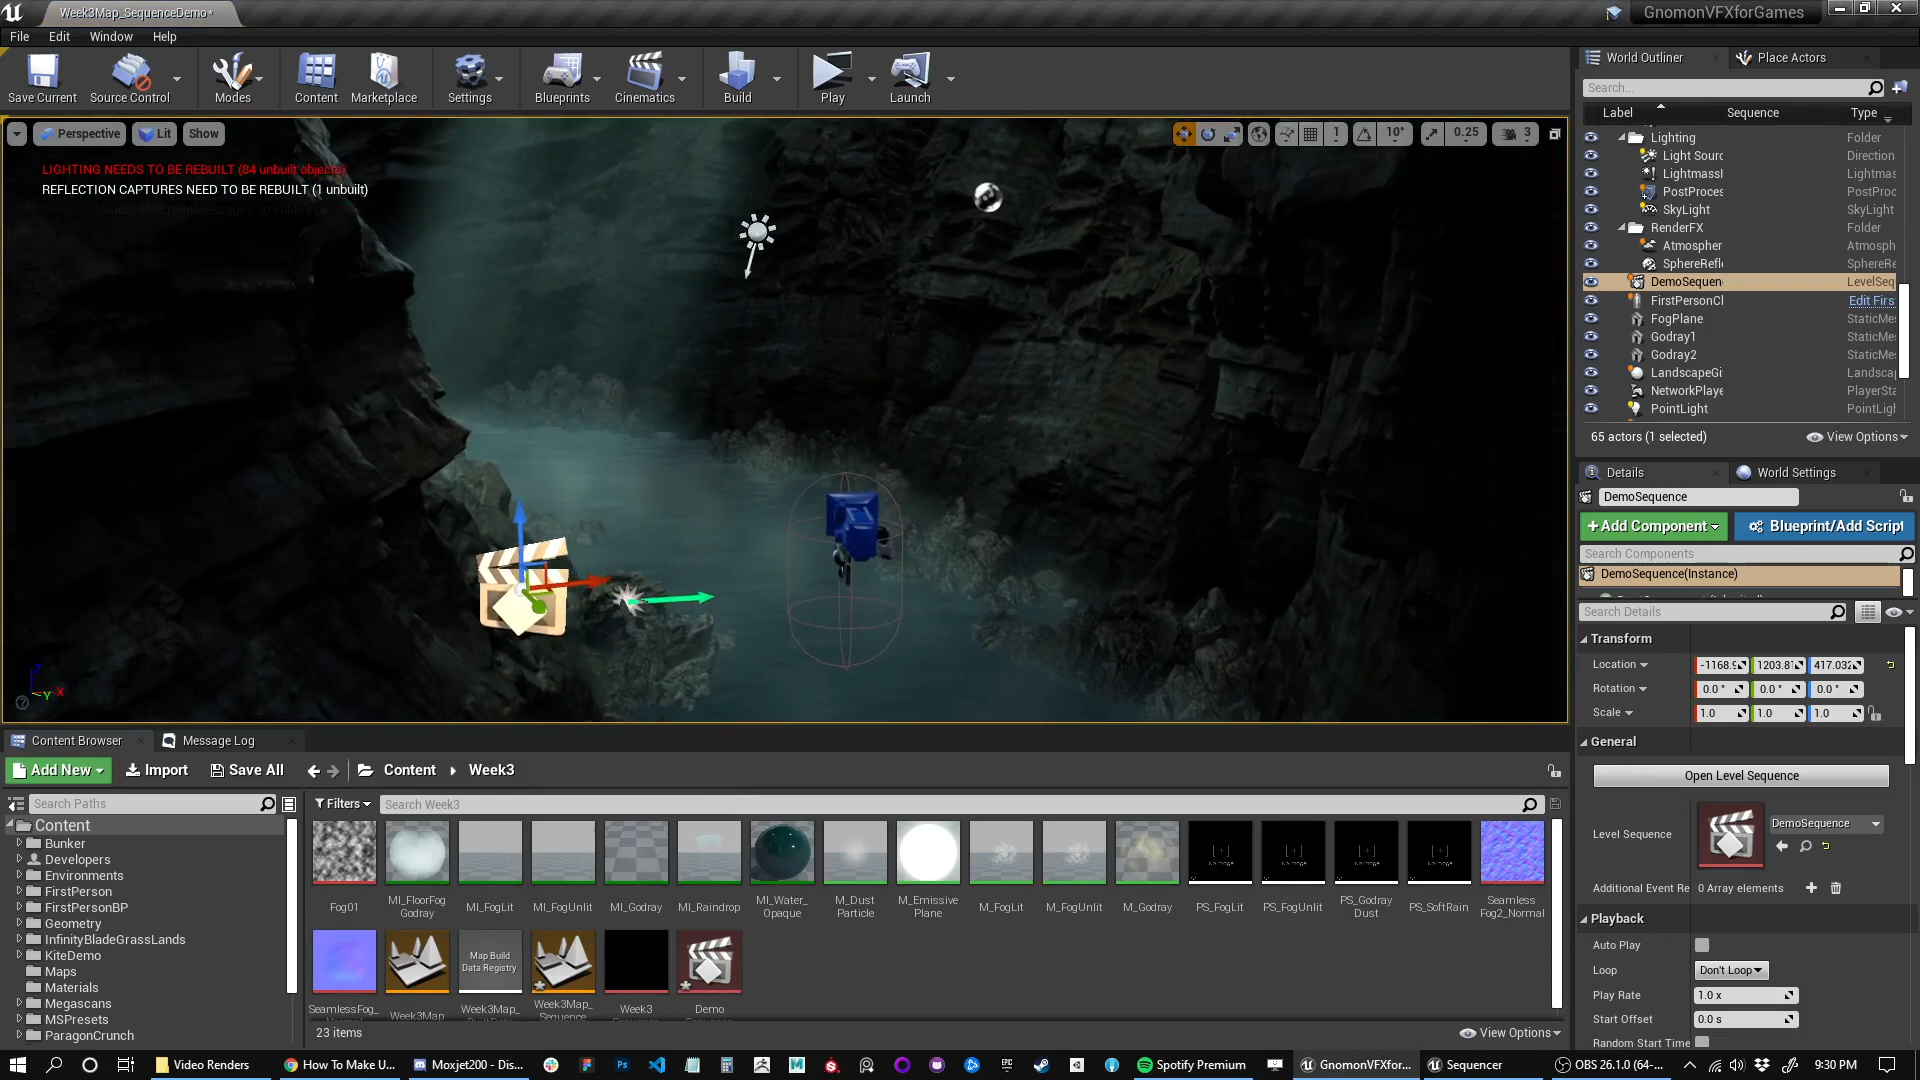 Week3Map_SequenceDemo*
GnomonVFXforGames
File Edit Window Help
Save Current Source Control Modes Content Marketplace Settings Blueprints Cinematics Build Play Launch
Perspective Lit Show
10° 0.25 3
LIGHTING NEEDS TO BE REBUILT (84 unbuilt objects)
REFLECTION CAPTURES NEED TO BE REBUILT (1 unbuilt)
World Outliner Place Actors
Search...
Label Sequence Type
Lighting Folder
Light Sourc Direction
LightmassI Lightmas
PostProces PostProc
SkyLight SkyLight
RenderFX Folder
Atmospher Atmosph
SphereRefl SphereRe
DemoSequen LevelSeq
FirstPersonCl Edit Firs
FogPlane StaticMe
Godray1 StaticMe
Godray2 StaticMe
LandscapeGi Landsca
NetworkPlaye PlayerSta
PointLight PointLigh
65 actors (1 selected) View Options
Details World Settings
DemoSequence
+Add Component Blueprint/Add Script
Search Components
DemoSequence(Instance)
Search Details
Transform
Location -1168.9 1203.81 417.032
Rotation 0.0 ° 0.0 ° 0.0 °
Scale 1.0 1.0 1.0
General
Open Level Sequence
Level Sequence DemoSequence
Additional Event Re 0 Array elements
Playback
Auto Play
Loop Don't Loop
Play Rate 1.0 x
Start Offset 0.0 s
Random Start Time
Content Browser Message Log
Add New Import Save All Content Week3
Search Paths
Filters Search Week3
Content
Bunker
Developers
Environments
FirstPerson
FirstPersonBP
Geometry
InfinityBladeGrassLands
KiteDemo
Maps
Materials
Megascans
MSPresets
ParagonCrunch
Fog01 MI_FloorFog Godray MI_FogLit MI_FogUnlit MI_Godray MI_Raindrop MI_Water_ Opaque M_Dust Particle M_Emissive Plane M_FogLit M_FogUnlit M_Godray PS_FogLit PS_FogUnlit PS_Godray Dust PS_SoftRain Seamless Fog2_Normal
Map Build
Data Registry
SeamlessFog_ Week3Map Week3Map_ Week3Map_ Sequence Week3 Demo
23 items View Options
Video Renders How To Make U... Moxjet200 - Dis... Spotify Premium GnomonVFXfor... Sequencer OBS 26.1.0 (64-... 9:30 PM